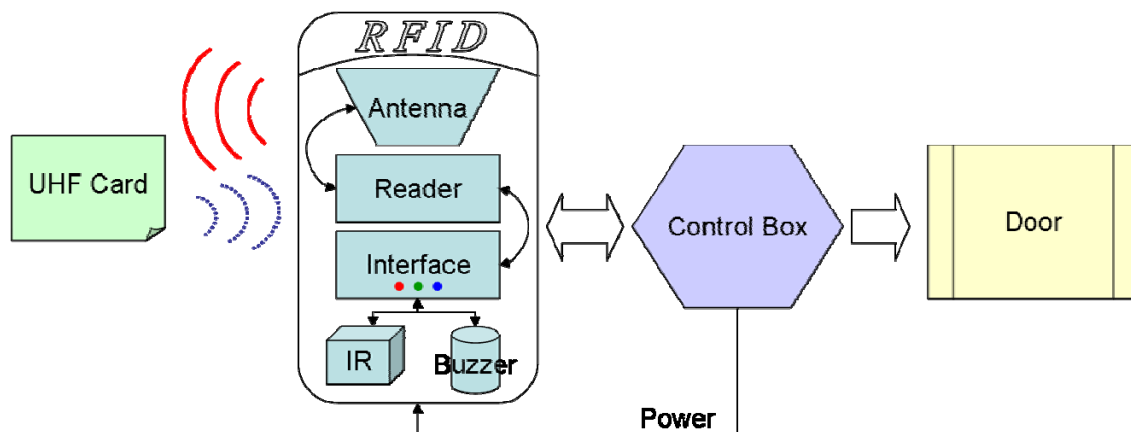 RFID
Antenna
UHF Card
Reader
Control Box
Door
Interface
IR
Buzzer
Power